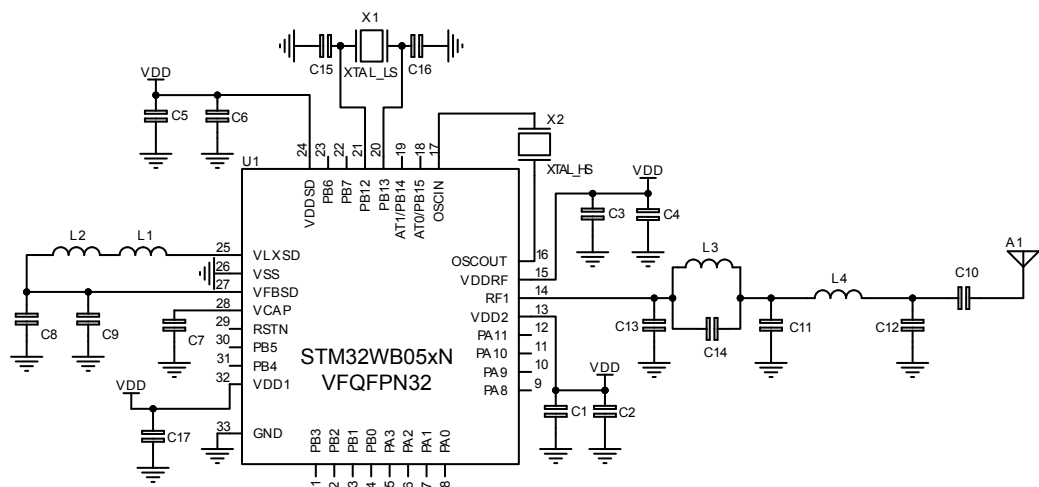 X1
C15
XTAL_LS
C16
VDD
C5
C6
X2
XTAL_HS
24
23
22
21
20
19
18
17
U1
VDDSD
PB6
PB7
PB12
PB13
AT1/PB14
AT0/PB15
OSCIN
VDD
C3
C4
L2
L1
25
VLXSD
26
VSS
27
VFBSD
28
VCAP
29
RSTN
30
PB5
31
PB4
32
VDD1
33
GND
C8
C9
C7
VDD
C17
STM32WB05xN
VFQFPN32
OSCOUT
16
VDDRF
15
RF1
14
VDD2
13
PA11
12
PA10
11
PA9
10
PA8
9
L3
C13
C14
C11
L4
C12
C10
A1
VDD
C1
C2
PB3
PB2
PB1
PB0
PA3
PA2
PA1
PA0
1
2
3
4
5
6
7
8